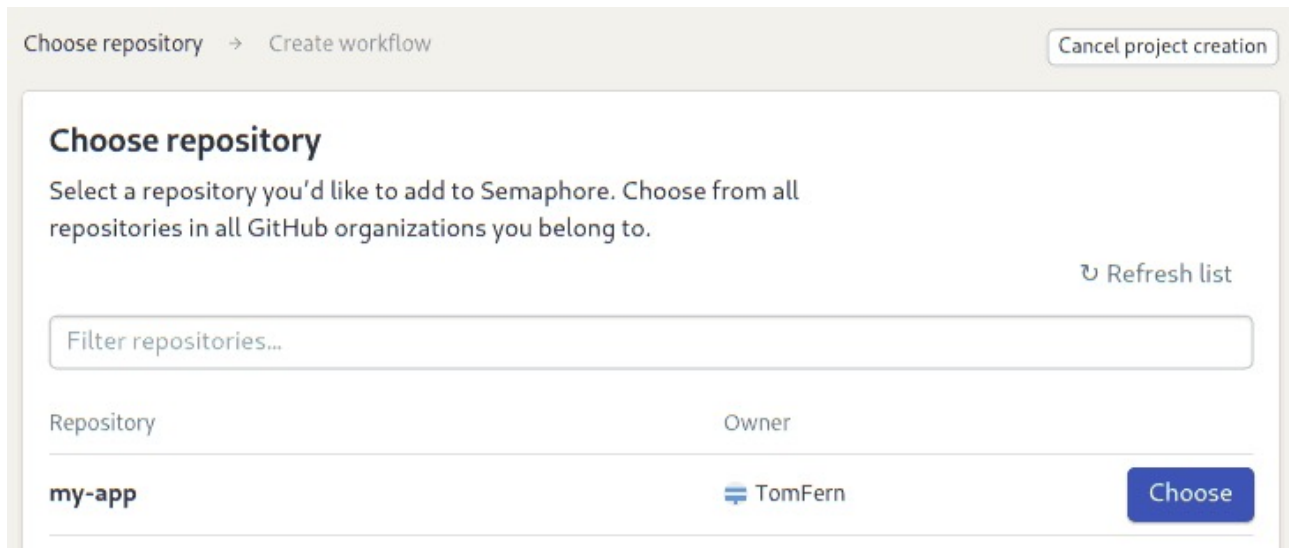 Choose repository → Create workflow
Cancel project creation
Choose repository
Select a repository you'd like to add to Semaphore. Choose from all
repositories in all GitHub organizations you belong to.
↻ Refresh list
Filter repositories...
Repository Owner
my-app TomFern Choose